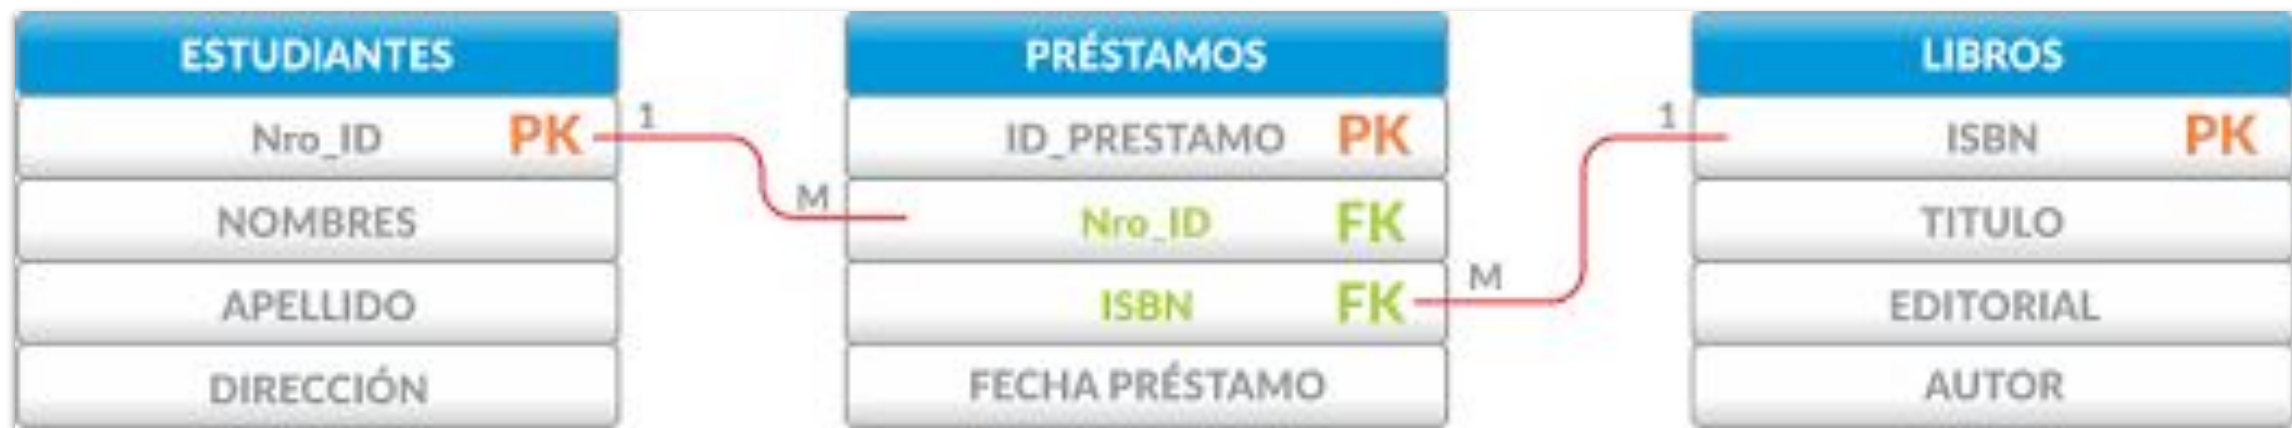 ESTUDIANTES
Nro_ID PK
NOMBRES
APELLIDO
DIRECCIÓN
1
M
PRÉSTAMOS
ID_PRESTAMO PK
Nro_ID FK
ISBN FK
FECHA PRÉSTAMO
M
1
LIBROS
ISBN PK
TITULO
EDITORIAL
AUTOR